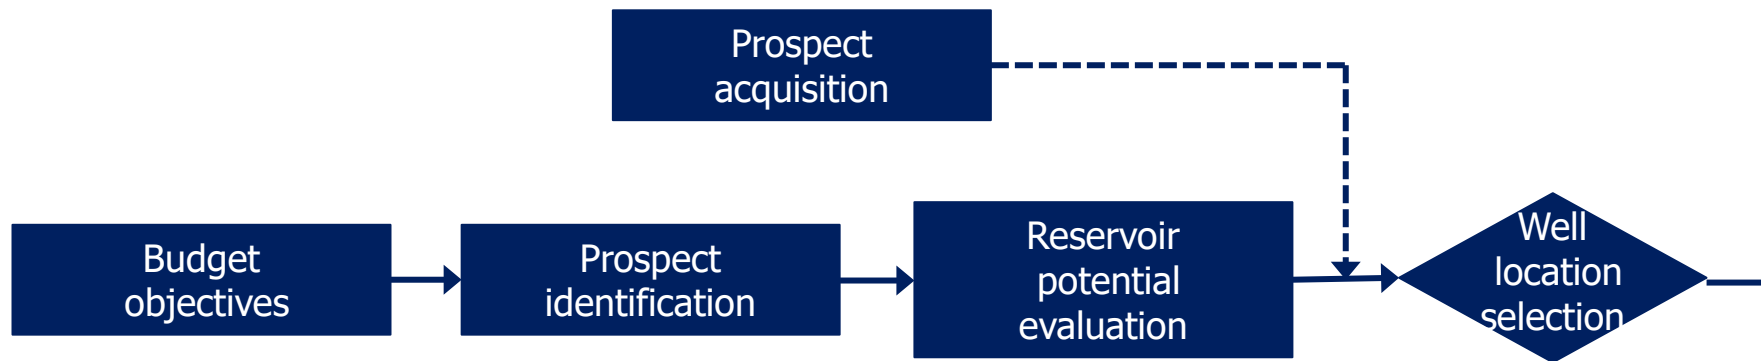 Prospect
acquisition
Budget
objectives
Prospect
identification
Reservoir
potential
evaluation
Well
location
selection